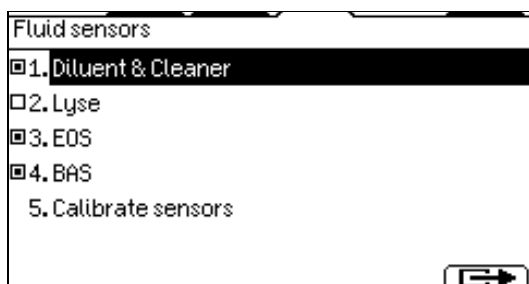 Fluid sensors
1. Diluent & Cleaner
2. Lyse
3. EOS
4. BAS
5. Calibrate sensors